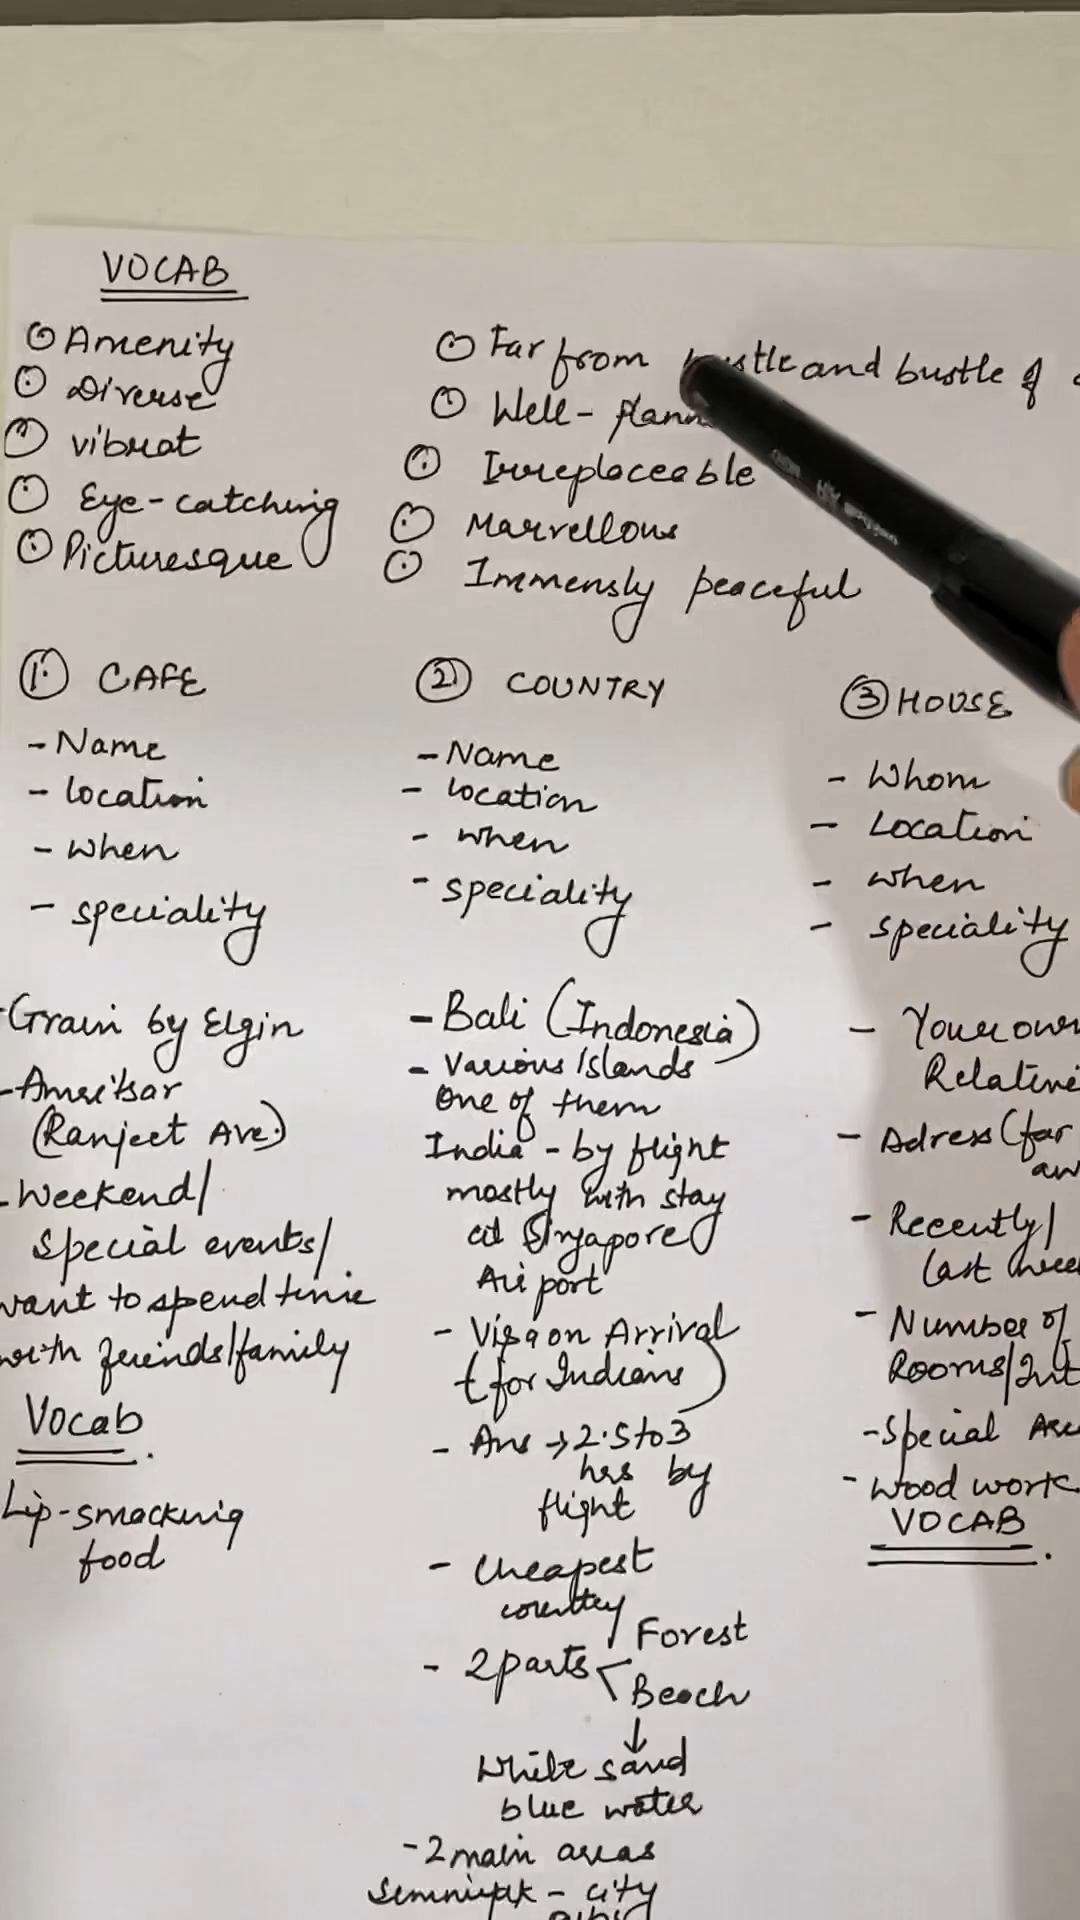 VOCAB
Amenity
Diverse
vibrat
Eye-catching
Picturesque
Far from and bustle of
Well-
Irreplaceable
Marvellous
Immensly peaceful
1. CAFE
- Name
- location
- when
- speciality
- Grain by Elgin
- Amritsar
(Ranjeet Ave.)
- Weekend/
special events/
want to spend time
with friends/family
Vocab
Lip-smacking
food
2 COUNTRY
- Name
- location
- when
- speciality
- Bali (Indonesia)
- Various Islands
One of them
India - by flight
mostly with stay
at Singapore
Airport
- Visa on Arrival
(for Indians)
- Ans → 2.5 to 3
hrs by
flight
- Cheapest
country
- 2 parts
Forest
Beach
↓
White sand
blue water
- 2 main areas
- city
3 HOUSE
- Whom
- Location
- when
- speciality
- Your own
Relative
- Adress (far
- Recently/
last
- Number of
Rooms/
- Special
- Wood work
VOCAB